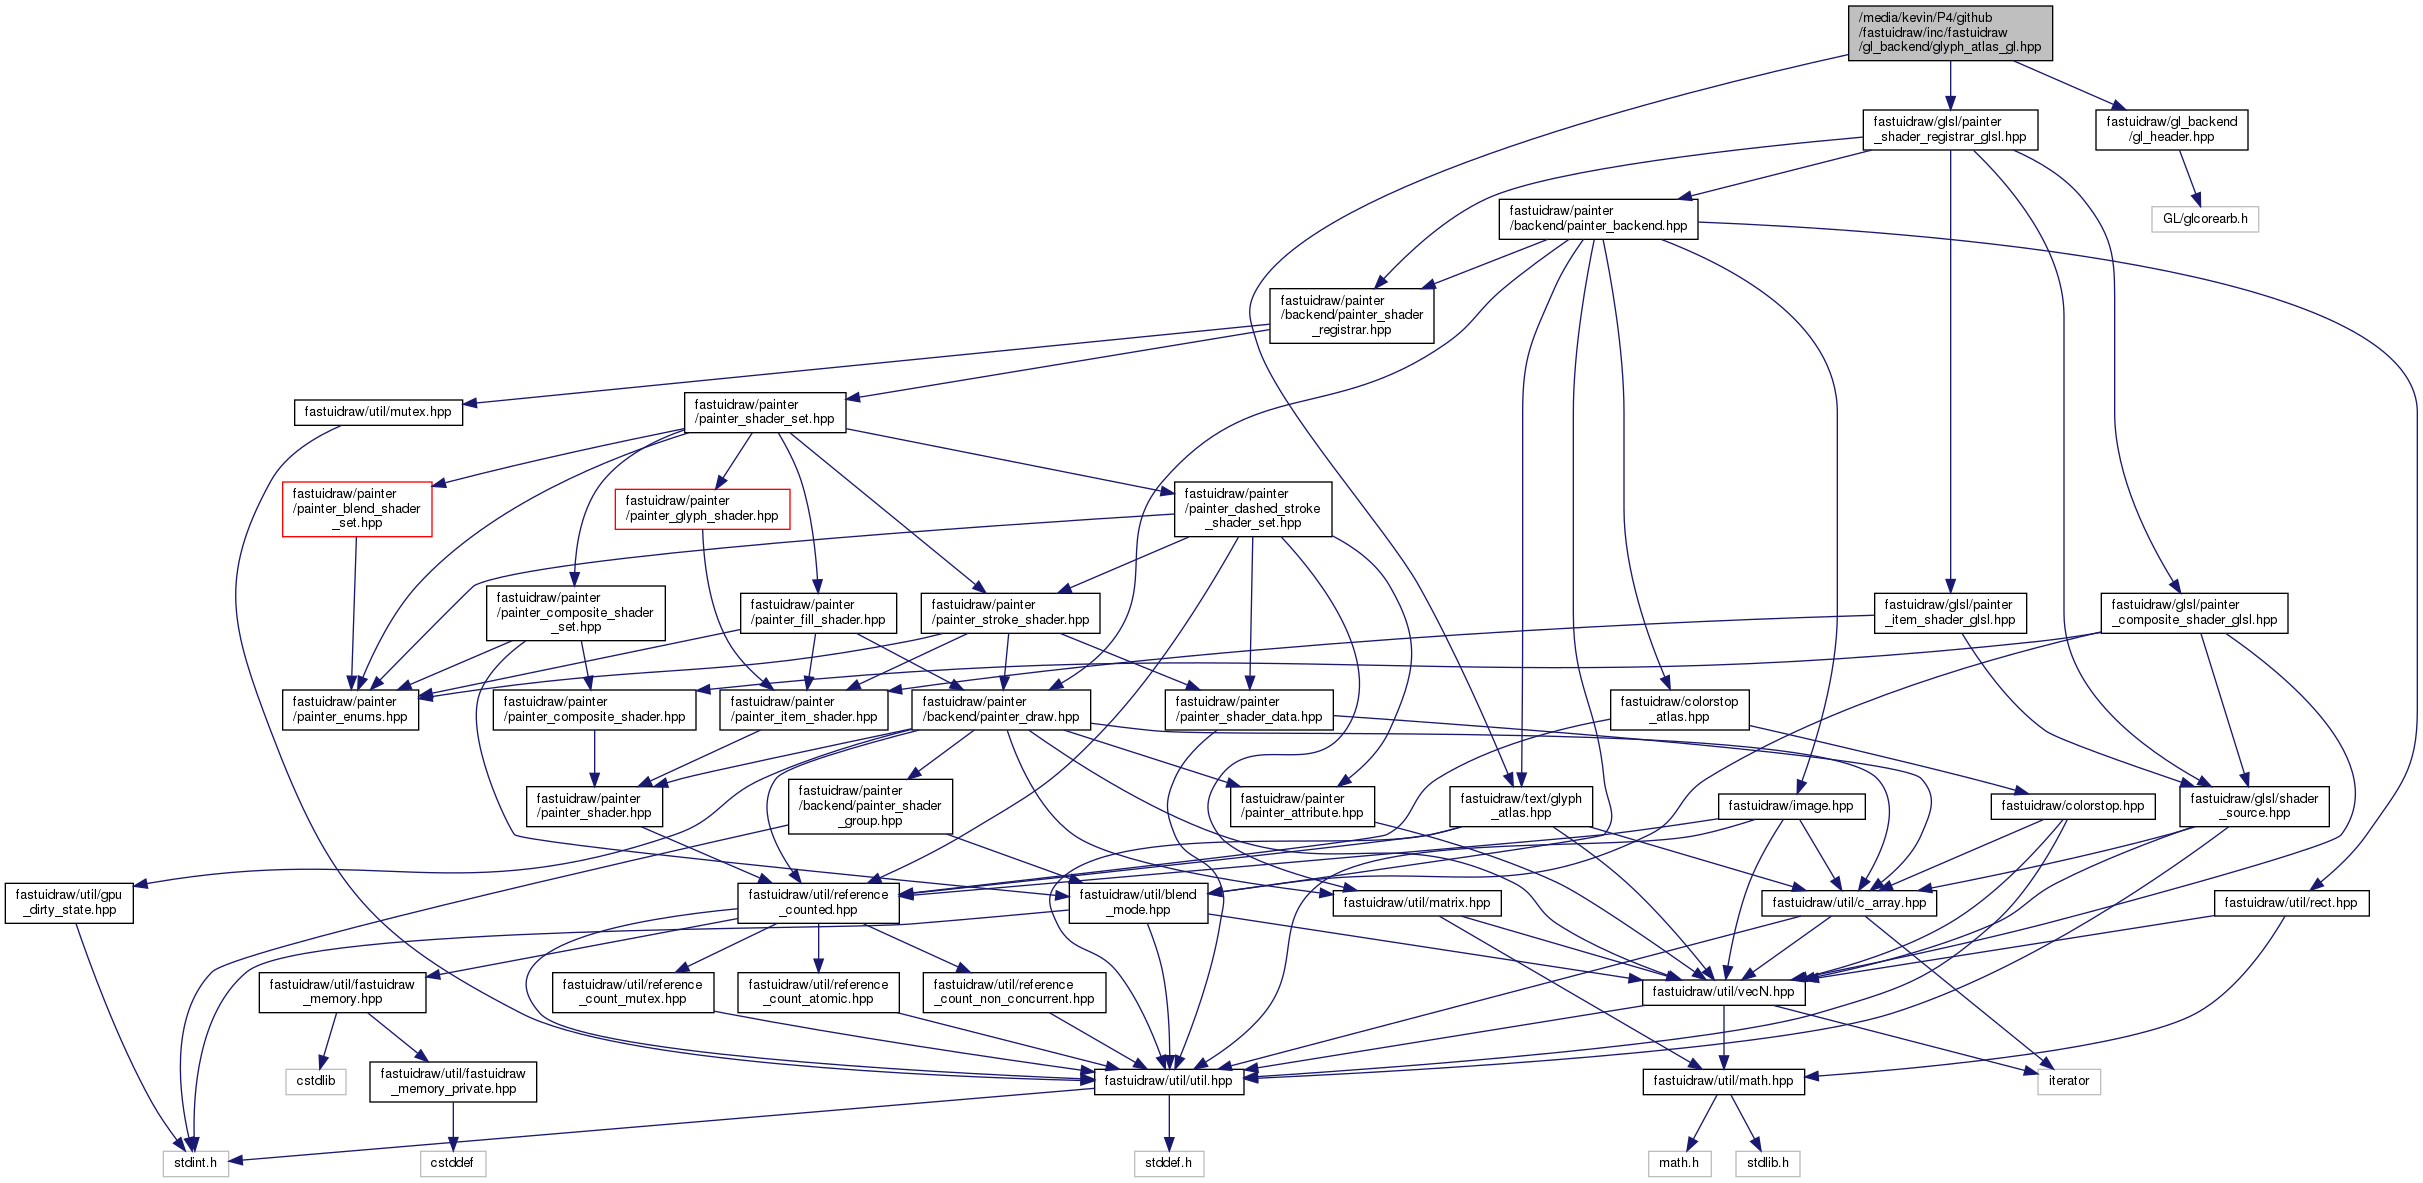 /media/kevin/P4/github
/fastuidraw/inc/fastuidraw
/gl_backend/glyph_atlas_gl.hpp
fastuidraw/glsl/painter
_shader_registrar_glsl.hpp
fastuidraw/gl_backend
/gl_header.hpp
fastuidraw/painter
/backend/painter_backend.hpp
GL/glcorearb.h
fastuidraw/painter
/backend/painter_shader
_registrar.hpp
fastuidraw/util/mutex.hpp
fastuidraw/painter
/painter_shader_set.hpp
fastuidraw/painter
/painter_blend_shader
_set.hpp
fastuidraw/painter
/painter_glyph_shader.hpp
fastuidraw/painter
/painter_dashed_stroke
_shader_set.hpp
fastuidraw/painter
/painter_composite_shader
_set.hpp
fastuidraw/painter
/painter_fill_shader.hpp
fastuidraw/painter
/painter_stroke_shader.hpp
fastuidraw/glsl/painter
_item_shader_glsl.hpp
fastuidraw/glsl/painter
_composite_shader_glsl.hpp
fastuidraw/painter
/painter_enums.hpp
fastuidraw/painter
/painter_composite_shader.hpp
fastuidraw/painter
/painter_item_shader.hpp
fastuidraw/painter
/backend/painter_draw.hpp
fastuidraw/painter
/painter_shader_data.hpp
fastuidraw/colorstop
_atlas.hpp
fastuidraw/painter
/painter_shader.hpp
fastuidraw/painter
/backend/painter_shader
_group.hpp
fastuidraw/painter
/painter_attribute.hpp
fastuidraw/text/glyph
_atlas.hpp
fastuidraw/image.hpp
fastuidraw/colorstop.hpp
fastuidraw/glsl/shader
_source.hpp
fastuidraw/util/gpu
_dirty_state.hpp
fastuidraw/util/reference
_counted.hpp
fastuidraw/util/blend
_mode.hpp
fastuidraw/util/matrix.hpp
fastuidraw/util/c_array.hpp
fastuidraw/util/rect.hpp
fastuidraw/util/fastuidraw
_memory.hpp
fastuidraw/util/reference
_count_mutex.hpp
fastuidraw/util/reference
_count_atomic.hpp
fastuidraw/util/reference
_count_non_concurrent.hpp
fastuidraw/util/vecN.hpp
cstdlib
fastuidraw/util/fastuidraw
_memory_private.hpp
fastuidraw/util/util.hpp
fastuidraw/util/math.hpp
iterator
stdint.h
cstddef
stddef.h
math.h
stdlib.h